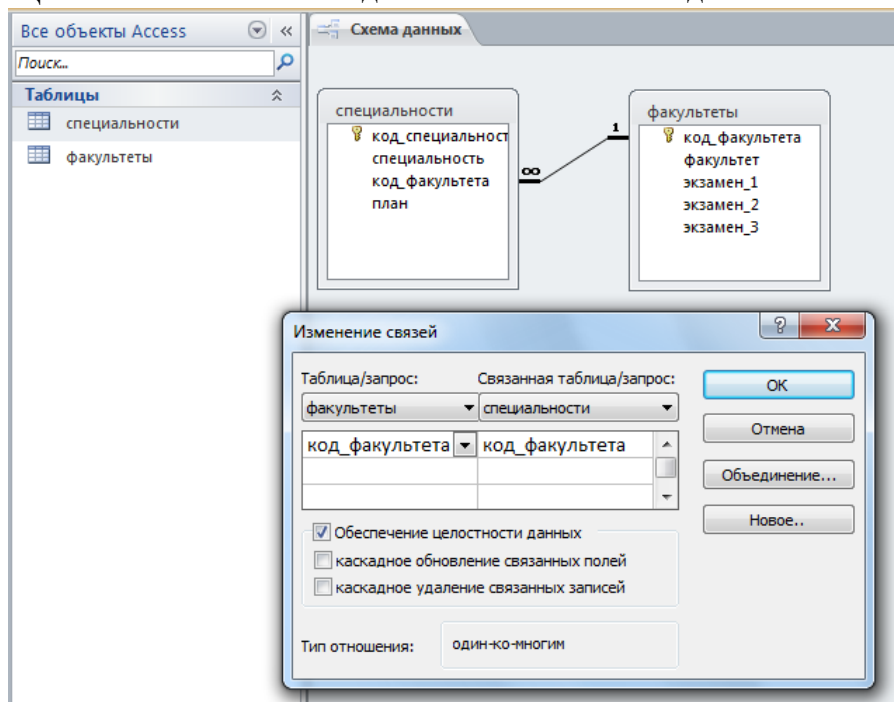 Все объекты Access
Поиск...
Таблицы
специальности
факультеты
Схема данных
специальности
код_специальност
специальность
код_факультета
план
∞
1
факультеты
код_факультета
факультет
экзамен_1
экзамен_2
экзамен_3
Изменение связей
Таблица/запрос: Связанная таблица/запрос:
факультеты специальности
код_факультета код_факультета
Обеспечение целостности данных
каскадное обновление связанных полей
каскадное удаление связанных записей
Тип отношения: один-ко-многим
ОК
Отмена
Объединение...
Новое..